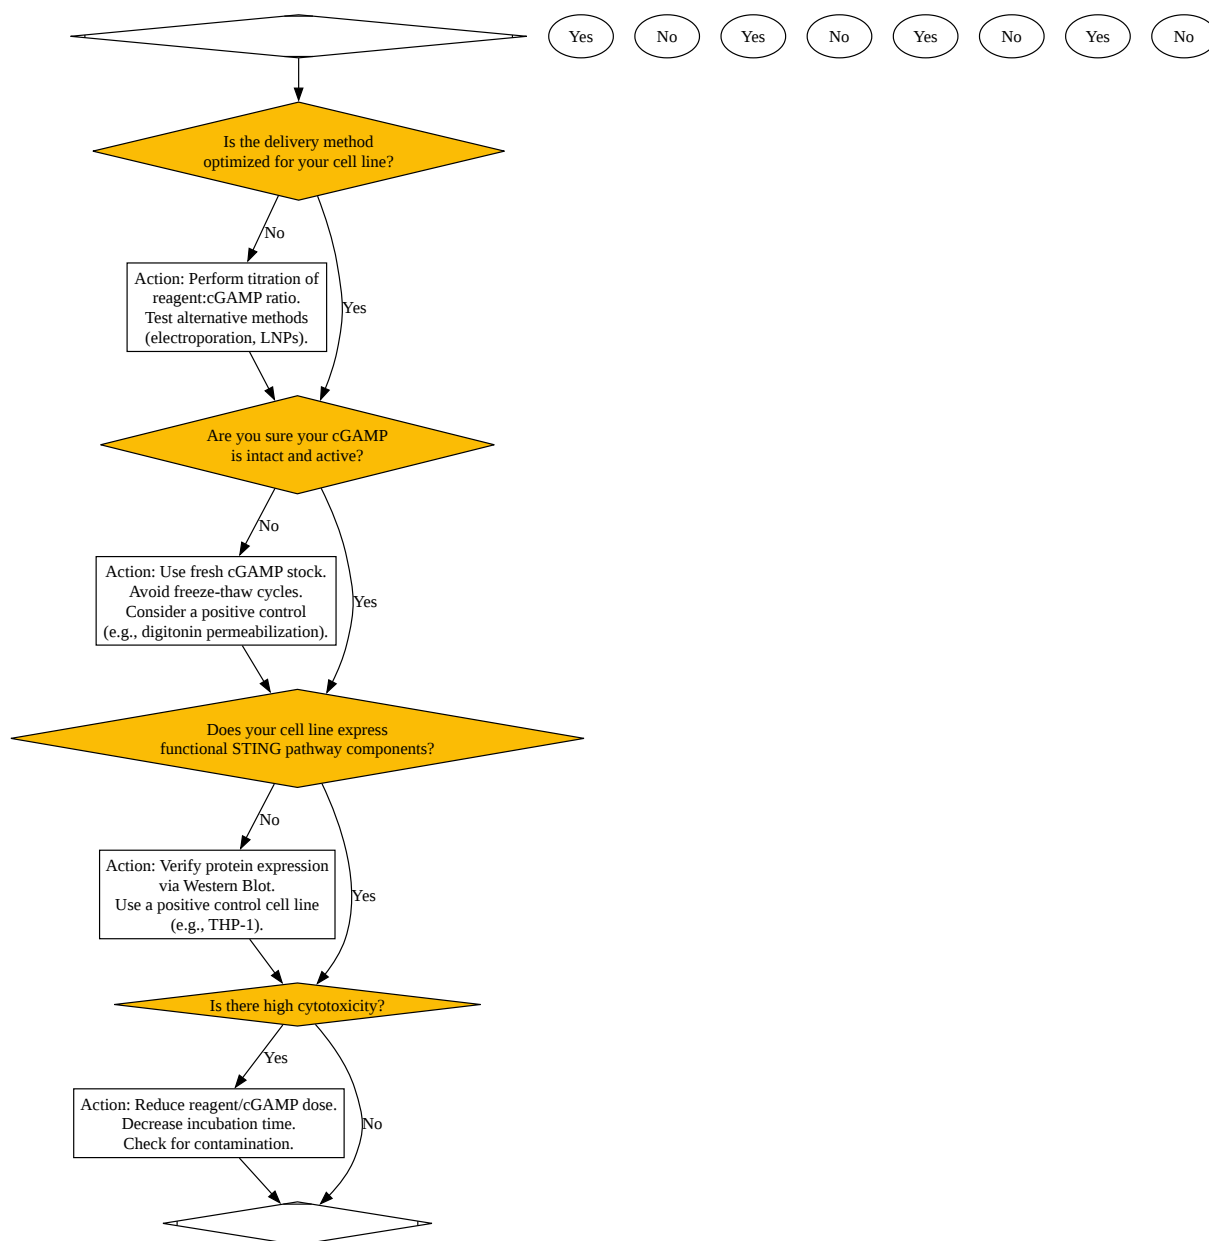 Yes
No
Yes
No
Yes
No
Yes
No
Is the delivery method
optimized for your cell line?
No
Action: Perform titration of
reagent:cGAMP ratio.
Test alternative methods
(electroporation, LNPs).
Yes
Are you sure your cGAMP
is intact and active?
No
Action: Use fresh cGAMP stock.
Avoid freeze-thaw cycles.
Consider a positive control
(e.g., digitonin permeabilization).
Yes
Does your cell line express
functional STING pathway components?
No
Action: Verify protein expression
via Western Blot.
Use a positive control cell line
(e.g., THP-1).
Yes
Is there high cytotoxicity?
Yes
Action: Reduce reagent/cGAMP dose.
Decrease incubation time.
Check for contamination.
No